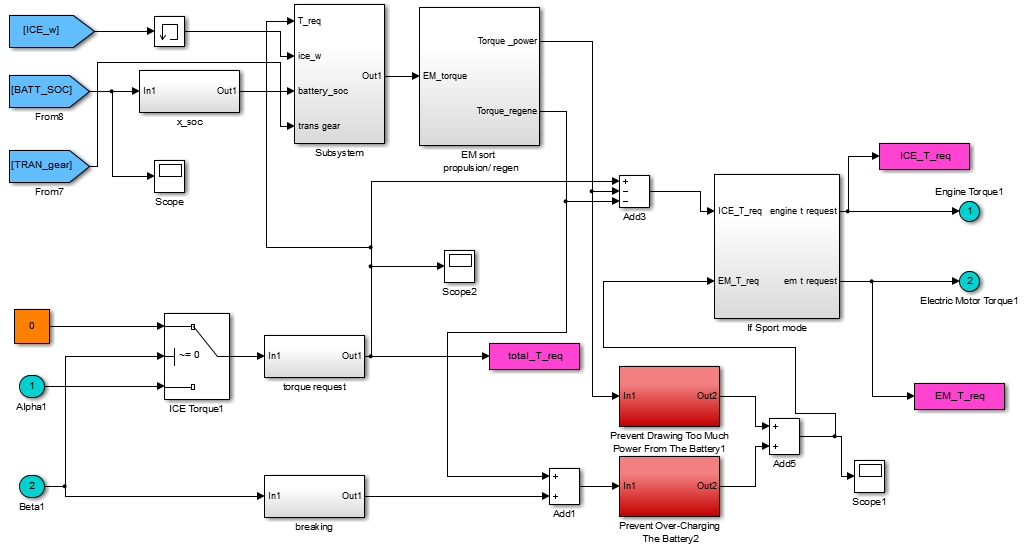 [ICE_w]
[BATT_SOC]
From8
[TRAN_gear]
From7
In1 Out1
x_soc
Scope
T_req
ice_w
battery_soc
trans gear
Out1
Subsystem
EM_torque
Torque _power
Torque_regene
EM sort
propulsion/ regen
+
−
−
Add3
ICE_T_req engine t request
EM_T_req em t request
If Sport mode
ICE_T_req
Engine Torque1
1
2
Electric Motor Torque1
EM_T_req
Scope2
0
1
Alpha1
~= 0
ICE Torque1
In1 Out1
torque request
total_T_req
In1 Out2
Prevent Drawing Too Much
Power From The Battery1
+
+
Add5
Scope1
2
Beta1
In1 Out1
breaking
+
+
Add1
In1 Out2
Prevent Over-Charging
The Battery2